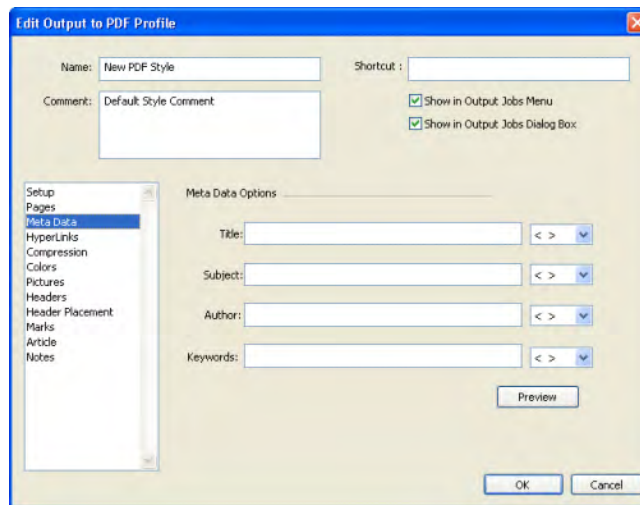 Edit Output to PDF Profile
Name: New PDF Style
Shortcut :
Comment: Default Style Comment
Show in Output Jobs Menu
Show in Output Jobs Dialog Box
Setup
Pages
Meta Data
HyperLinks
Compression
Colors
Pictures
Headers
Header Placement
Marks
Article
Notes
Meta Data Options
Title: < >
Subject: < >
Author: < >
Keywords: < >
Preview
OK Cancel